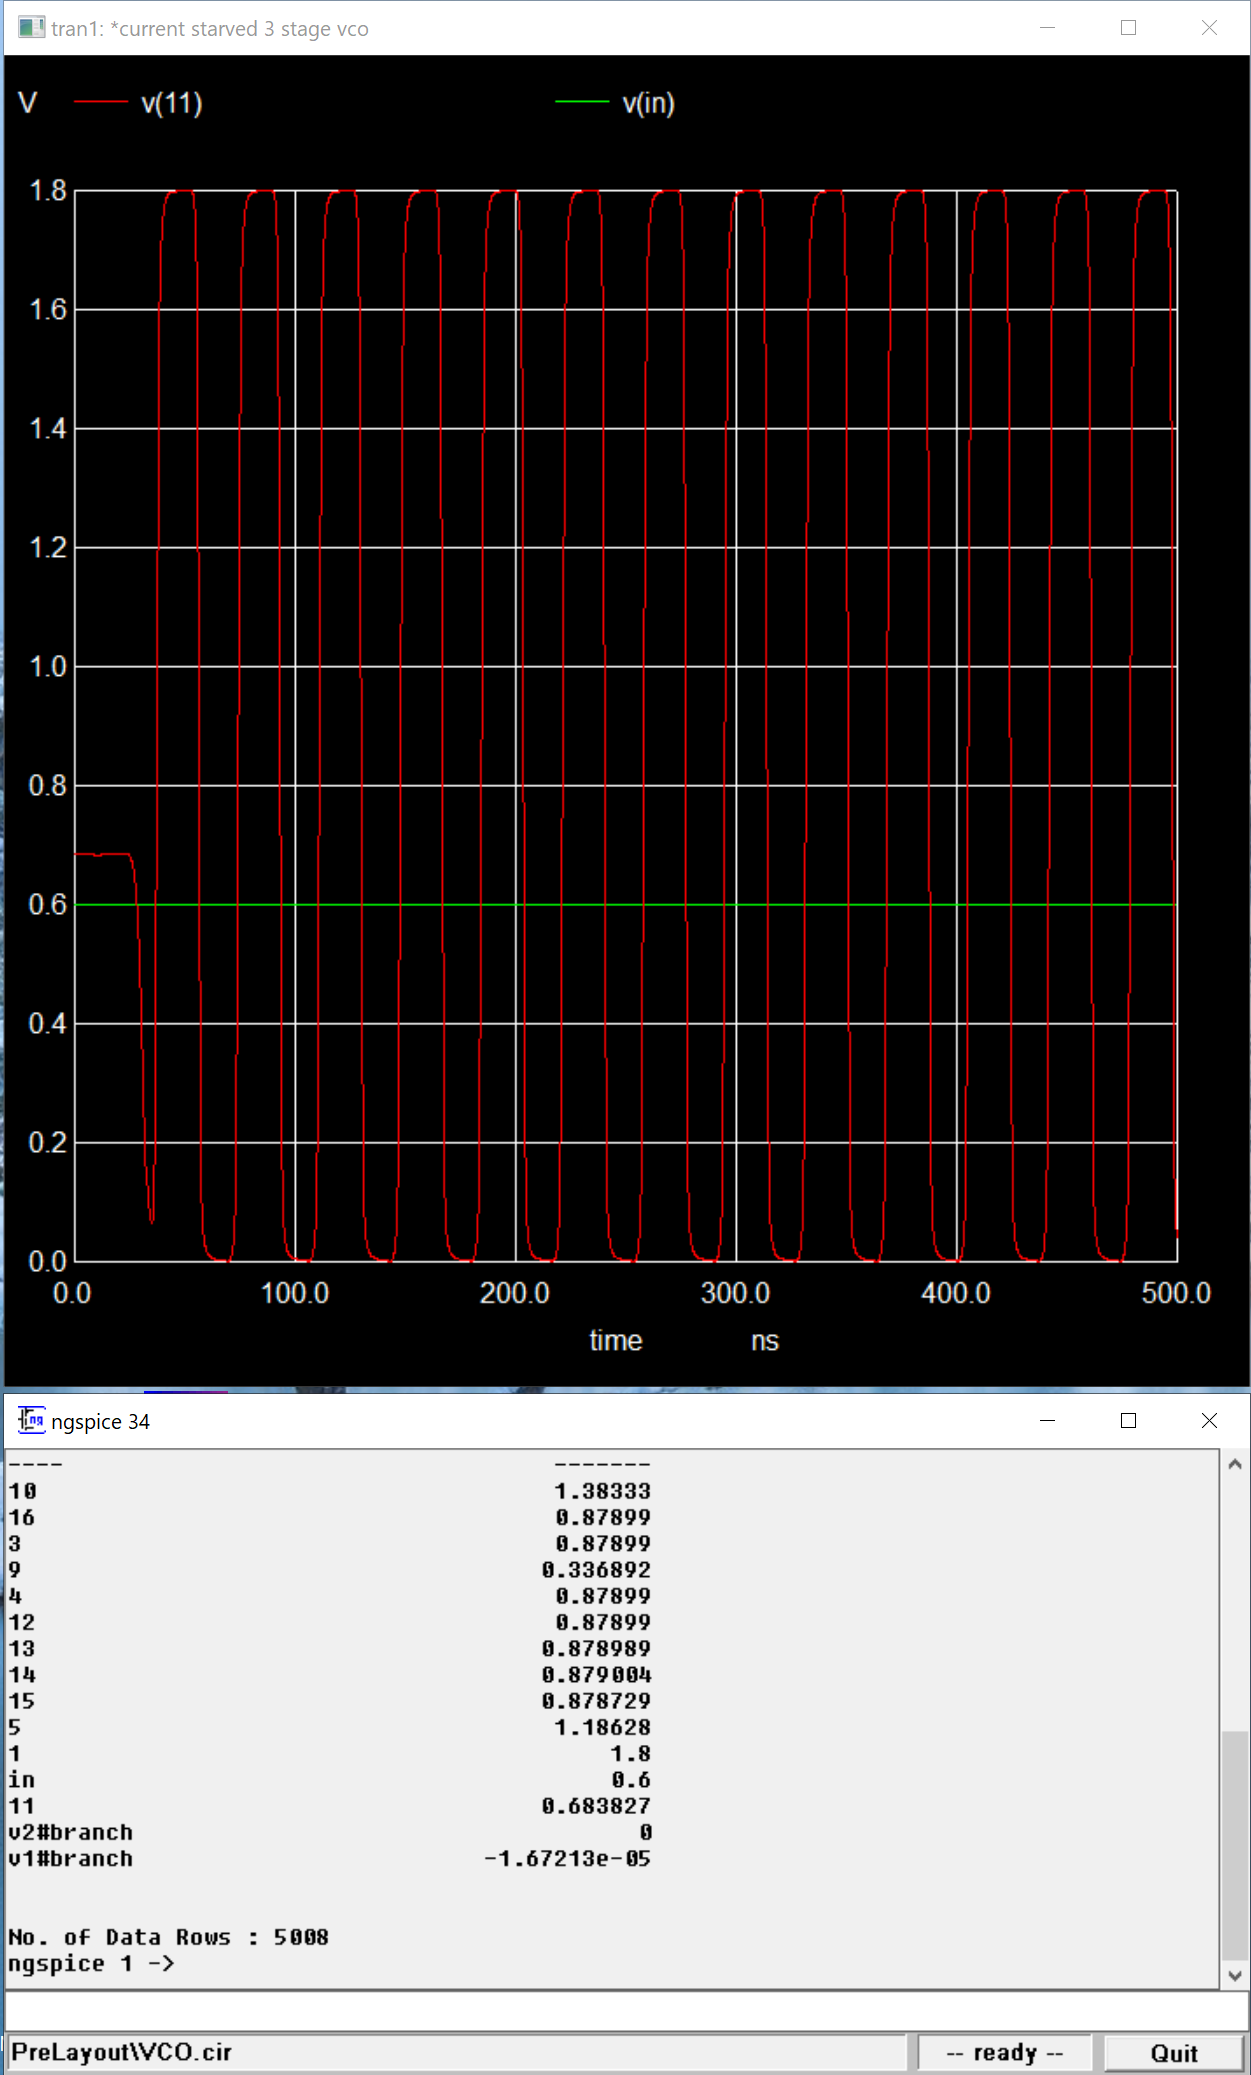 tran1: *current starved 3 stage vco
V v(11) v(in)
1.8
1.6
1.4
1.2
1.0
0.8
0.6
0.4
0.2
0.0
0.0 100.0 200.0 300.0 400.0 500.0
time ns
ngspice 34
---- -------
10 1.38333
16 0.87899
3 0.87899
9 0.336892
4 0.87899
12 0.87899
13 0.878989
14 0.879004
15 0.878729
5 1.18628
1 1.8
in 0.6
11 0.683827
v2#branch 0
v1#branch -1.67213e-05
No. of Data Rows : 5008
ngspice 1 ->
PreLayout\VCO.cir -- ready -- Quit